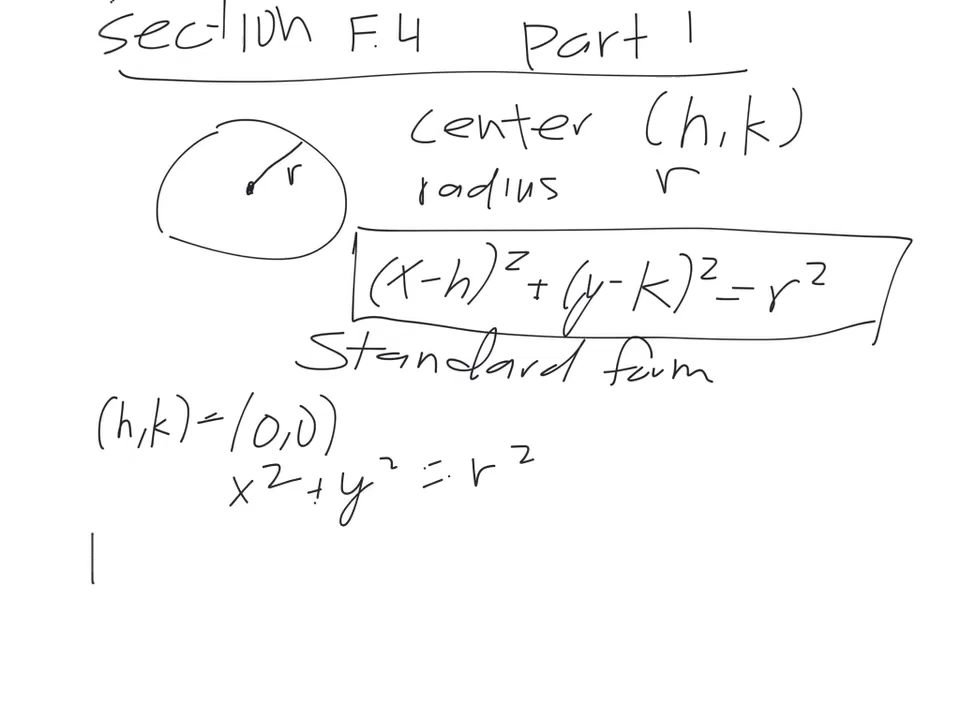 Section F.4 Part 1
center (h,k)
r
radius r
(x-h)²+(y-k)²=r²
Standard form
(h,k)=(0,0)
x²+y²=r²